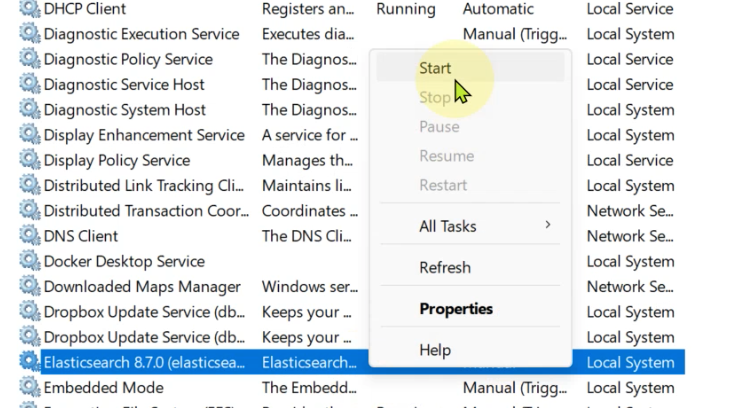 DHCP Client Registers an... Running Automatic Local Service
Diagnostic Execution Service Executes dia... Manual (Trigg... Local System
Diagnostic Policy Service The Diagnos... Local Service
Diagnostic Service Host The Diagnos... Local Service
Diagnostic System Host The Diagnos... Local System
Display Enhancement Service A service for ... Local System
Display Policy Service Manages th... Local Service
Distributed Link Tracking Cli... Maintains li... Local System
Distributed Transaction Coor... Coordinates ... Network Se...
DNS Client The DNS Cli... Network Se...
Docker Desktop Service Local System
Downloaded Maps Manager Windows ser... Network Se...
Dropbox Update Service (db... Keeps your ... Local System
Dropbox Update Service (db... Keeps your ... Local System
Elasticsearch 8.7.0 (elasticsea... Elasticsearch... Local System
Embedded Mode The Embedd... Manual (Trigg... Local System
Start
Stop
Pause
Resume
Restart
All Tasks
Refresh
Properties
Help